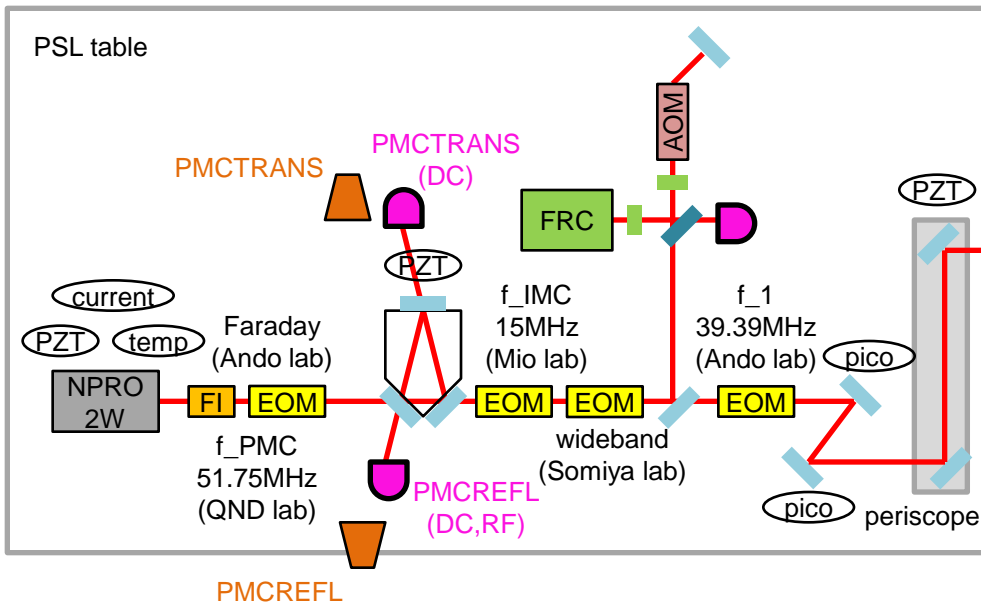 PSL table
PMCTRANS
PMCTRANS
(DC)
AOM
FRC
PZT
PZT
current
PZT
temp
Faraday
(Ando lab)
f_IMC
15MHz
(Mio lab)
f_1
39.39MHz
(Ando lab)
pico
NPRO
2W
FI
EOM
EOM
EOM
EOM
f_PMC
51.75MHz
(QND lab)
wideband
(Somiya lab)
PMCREFL
(DC,RF)
pico
periscope
PMCREFL